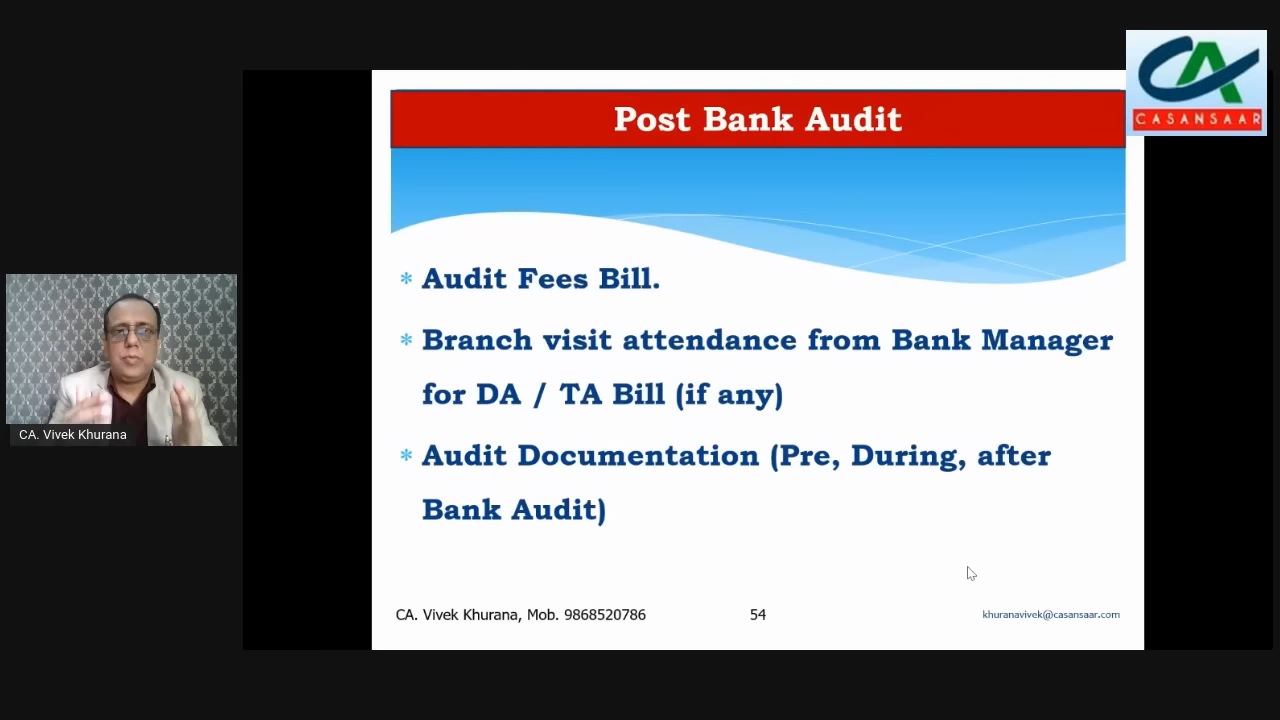 CA
CASANSAAR
Post Bank Audit
* Audit Fees Bill.
* Branch visit attendance from Bank Manager
for DA / TA Bill (if any)
* Audit Documentation (Pre, During, after
Bank Audit)
CA. Vivek Khurana
CA. Vivek Khurana, Mob. 9868520786
54
khuranavivek@casansaar.com